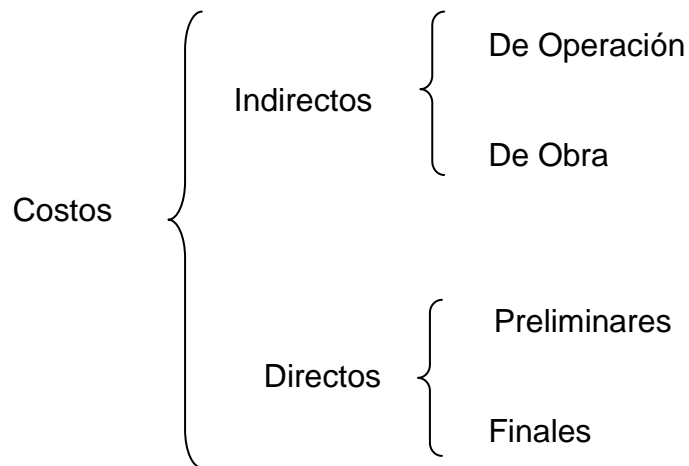 Costos
Indirectos
De Operación
De Obra
Directos
Preliminares
Finales